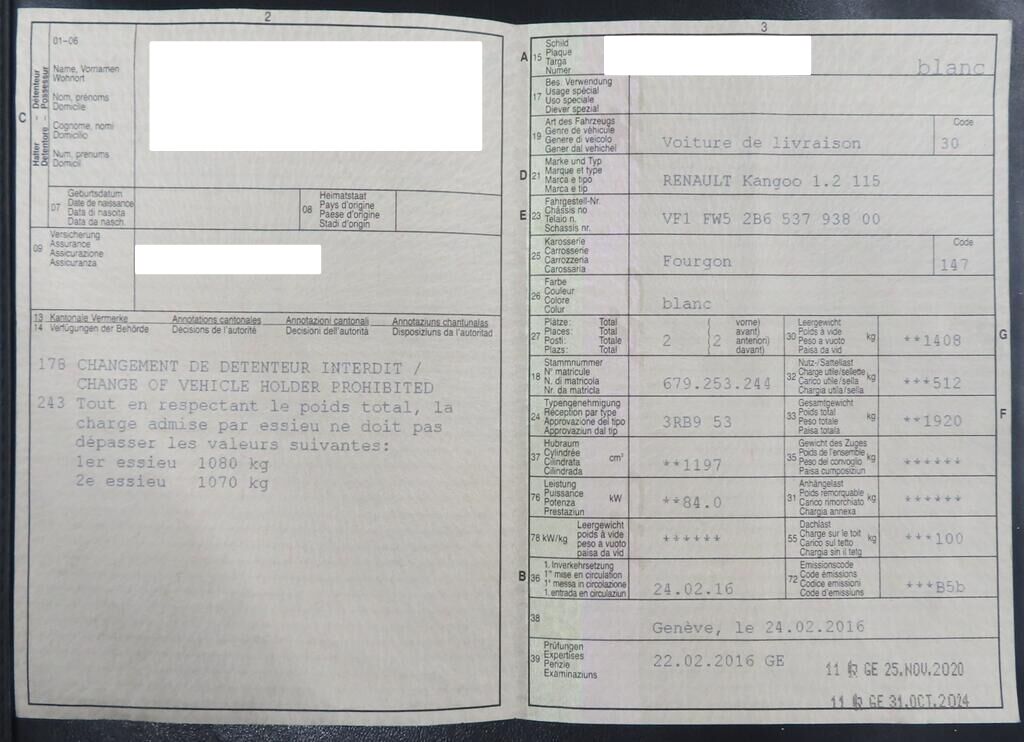 2
01-06
C
Halter - Détenteur
Detentore - Possessur
Name, Vornamen
Wohnort
Nom, prénoms
Domicile
Cognome, nomi
Domicilio
Num, prenums
Domicil
07
Geburtsdatum
Date de naissance
Data di nascita
Data da nasch.
08
Heimatstaat
Pays d'origine
Paese d'origine
Stadi d'origin
09
Versicherung
Assurance
Assicurazione
Assicuranza
13 Kantonale Vermerke Annotations cantonales Annotazioni cantonali Annotaziuns chantunalas
14 Verfügungen der Behörde Décisions de l'autorité Decisioni dell'autorità Disposiziuns da l'autoritad
178 CHANGEMENT DE DETENTEUR INTERDIT /
CHANGE OF VEHICLE HOLDER PROHIBITED
243 Tout en respectant le poids total, la
charge admise par essieu ne doit pas
dépasser les valeurs suivantes:
1er essieu 1080 kg
2e essieu 1070 kg
3
A 15
Schild
Plaque
Targa
Numer
blanc
17
Bes. Verwendung
Usage spécial
Uso speciale
Diever spezial
19
Art des Fahrzeugs
Genre de véhicule
Genere di veicolo
Gener dal vehichel
Voiture de livraison
Code
30
D 21
Marke und Typ
Marque et type
Marca e tipo
Marca e tip
RENAULT Kangoo 1.2 115
E 23
Fahrgestell-Nr.
Châssis no
Telaio n.
Schassis nr.
VF1 FW5 2B6 537 938 00
25
Karosserie
Carrosserie
Carrozzeria
Carossaria
Fourgon
Code
147
26
Farbe
Couleur
Colore
Colur
blanc
27
Plätze: Total ( vorne)
Places: Total ( avant)
Posti: Totale ( anteriori)
Plazs: Total ( davant)
2 2
30
Leergewicht
Poids à vide
Peso a vuoto
Paisa da vid
kg
**1408
G
18
Stammnummer
N° matricule
N. di matricola
Nr. da matricla
679.253.244
32
Nutz-/Sattellast
Charge utile/sellette
Carico utile/sella
Chargia utila/sella
kg
***512
24
Typengenehmigung
Réception par type
Approvazione del tipo
Approvaziun dal tip
3RB9 53
33
Gesamtgewicht
Poids total
Peso totale
Paisa totala
kg
**1920
F
37
Hubraum
Cylindrée
Cilindrata
Cilindrada
cm³
**1197
35
Gewicht des Zuges
Poids de l'ensemble
Peso del convoglio
Paisa cumposiziun
kg
******
76
Leistung
Puissance
Potenza
Prestaziun
kW
**84.0
31
Anhängelast
Poids remorquable
Carico rimorchiato
Chargia annexa
kg
******
78 kW/kg
Leergewicht
poids à vide
peso a vuoto
paisa da vid
******
55
Dachlast
Charge sur le toit
Carico sul tetto
Chargia sin il tetg
kg
***100
B 36
1. Inverkehrsetzung
1re mise en circulation
1a messa in circolazione
1. entrada en circulaziun
24.02.16
72
Emissionscode
Code émissions
Codice emissioni
Code d'emissiuns
***B5b
38
Genève, le 24.02.2016
39
Prüfungen
Expertises
Perizie
Examinaziuns
22.02.2016 GE
11 GE 25.NOV.2020
11 GE 31.OCT.2024